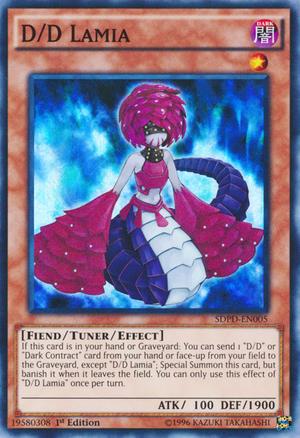 D/D Lamia
DARK
闇
SDPD-EN005
[Fiend/Tuner/Effect]
If this card is in your hand or Graveyard: You can send 1 "D/D" or
"Dark Contract" card from your hand or face-up from your field to
the Graveyard, except "D/D Lamia"; Special Summon this card, but
banish it when it leaves the field. You can only use this effect of
"D/D Lamia" once per turn.
ATK/ 100 DEF/1900
19580308 1st Edition ©1996 KAZUKI TAKAHASHI